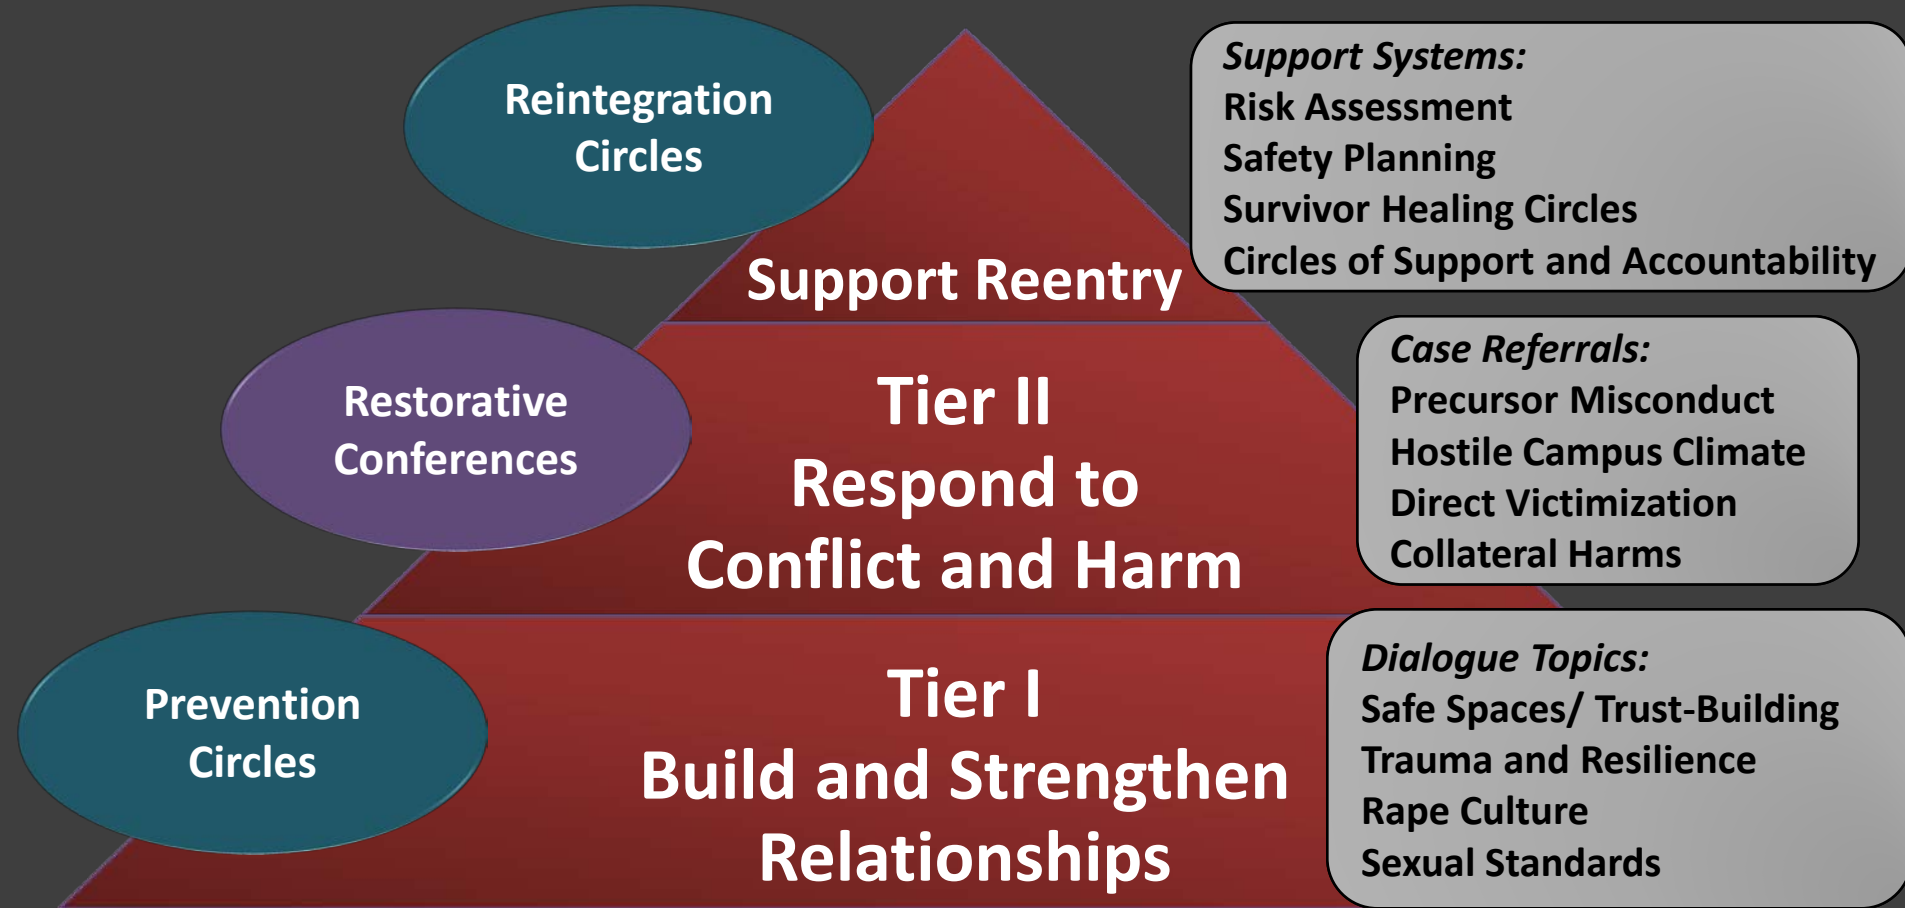 Reintegration
Circles
Support Systems:
Risk Assessment
Safety Planning
Survivor Healing Circles
Circles of Support and Accountability
Support Reentry
Restorative
Conferences
Tier II
Respond to
Conflict and Harm
Case Referrals:
Precursor Misconduct
Hostile Campus Climate
Direct Victimization
Collateral Harms
Prevention
Circles
Tier I
Build and Strengthen
Relationships
Dialogue Topics:
Safe Spaces/ Trust-Building
Trauma and Resilience
Rape Culture
Sexual Standards